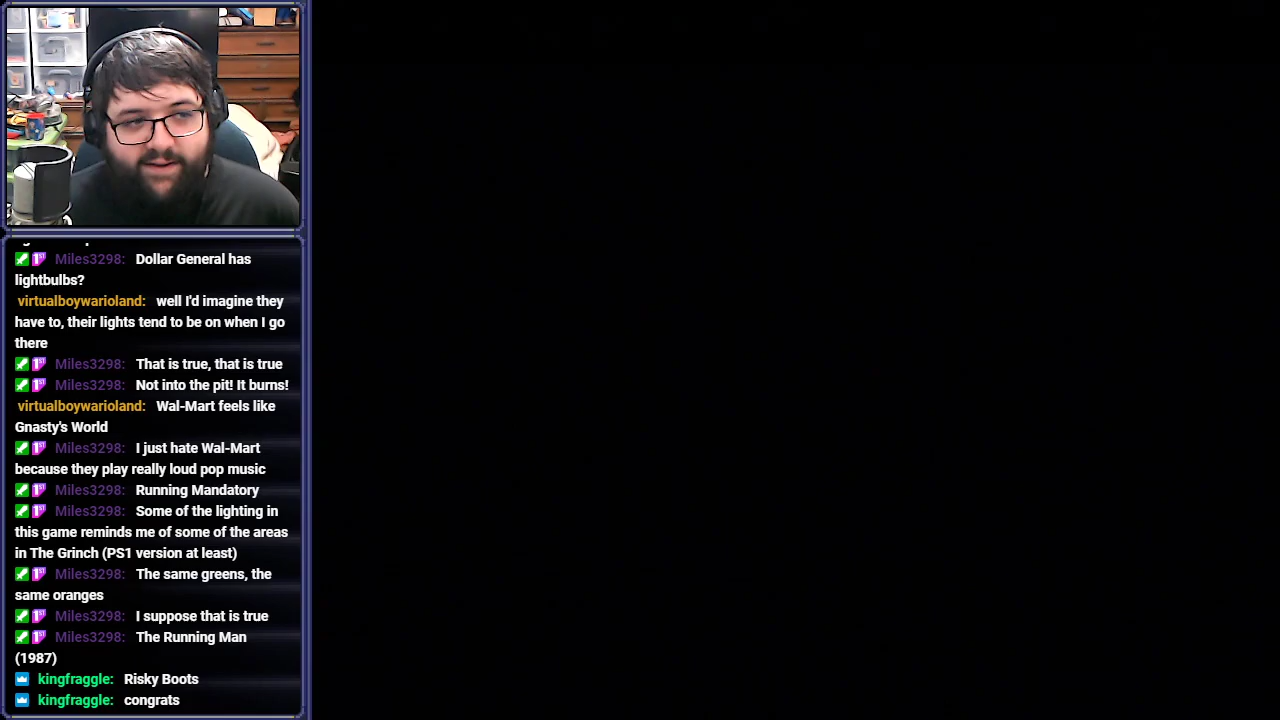 Miles3298: Dollar General has
lightbulbs?
virtualboywarioland: well I'd imagine they
have to, their lights tend to be on when I go
there
Miles3298: That is true, that is true
Miles3298: Not into the pit! It burns!
virtualboywarioland: Wal-Mart feels like
Gnasty's World
Miles3298: I just hate Wal-Mart
because they play really loud pop music
Miles3298: Running Mandatory
Miles3298: Some of the lighting in
this game reminds me of some of the areas
in The Grinch (PS1 version at least)
Miles3298: The same greens, the
same oranges
Miles3298: I suppose that is true
Miles3298: The Running Man
(1987)
kingfraggle: Risky Boots
kingfraggle: congrats